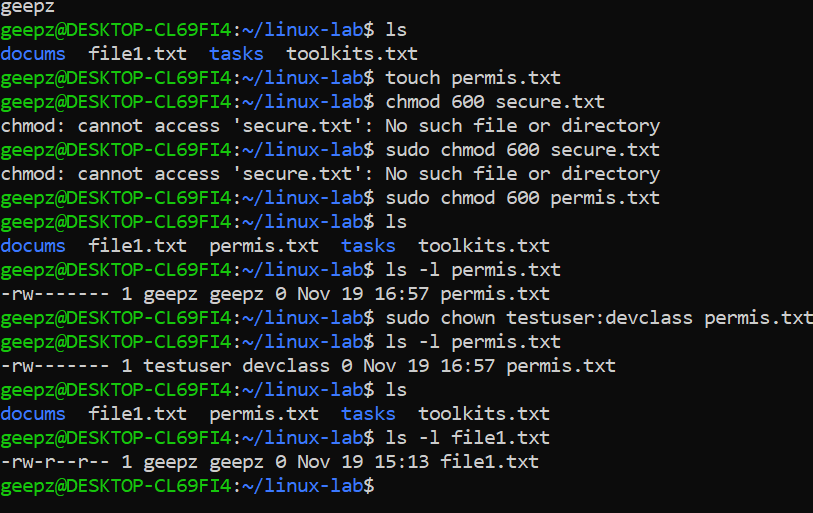 geepz
geepz@DESKTOP-CL69FI4:~/linux-lab$ ls
docums  file1.txt  tasks  toolkits.txt
geepz@DESKTOP-CL69FI4:~/linux-lab$ touch permis.txt
geepz@DESKTOP-CL69FI4:~/linux-lab$ chmod 600 secure.txt
chmod: cannot access 'secure.txt': No such file or directory
geepz@DESKTOP-CL69FI4:~/linux-lab$ sudo chmod 600 secure.txt
chmod: cannot access 'secure.txt': No such file or directory
geepz@DESKTOP-CL69FI4:~/linux-lab$ sudo chmod 600 permis.txt
geepz@DESKTOP-CL69FI4:~/linux-lab$ ls
docums  file1.txt  permis.txt  tasks  toolkits.txt
geepz@DESKTOP-CL69FI4:~/linux-lab$ ls -l permis.txt
-rw------- 1 geepz geepz 0 Nov 19 16:57 permis.txt
geepz@DESKTOP-CL69FI4:~/linux-lab$ sudo chown testuser:devclass permis.txt
geepz@DESKTOP-CL69FI4:~/linux-lab$ ls -l permis.txt
-rw------- 1 testuser devclass 0 Nov 19 16:57 permis.txt
geepz@DESKTOP-CL69FI4:~/linux-lab$ ls
docums  file1.txt  permis.txt  tasks  toolkits.txt
geepz@DESKTOP-CL69FI4:~/linux-lab$ ls -l file1.txt
-rw-r--r-- 1 geepz geepz 0 Nov 19 15:13 file1.txt
geepz@DESKTOP-CL69FI4:~/linux-lab$